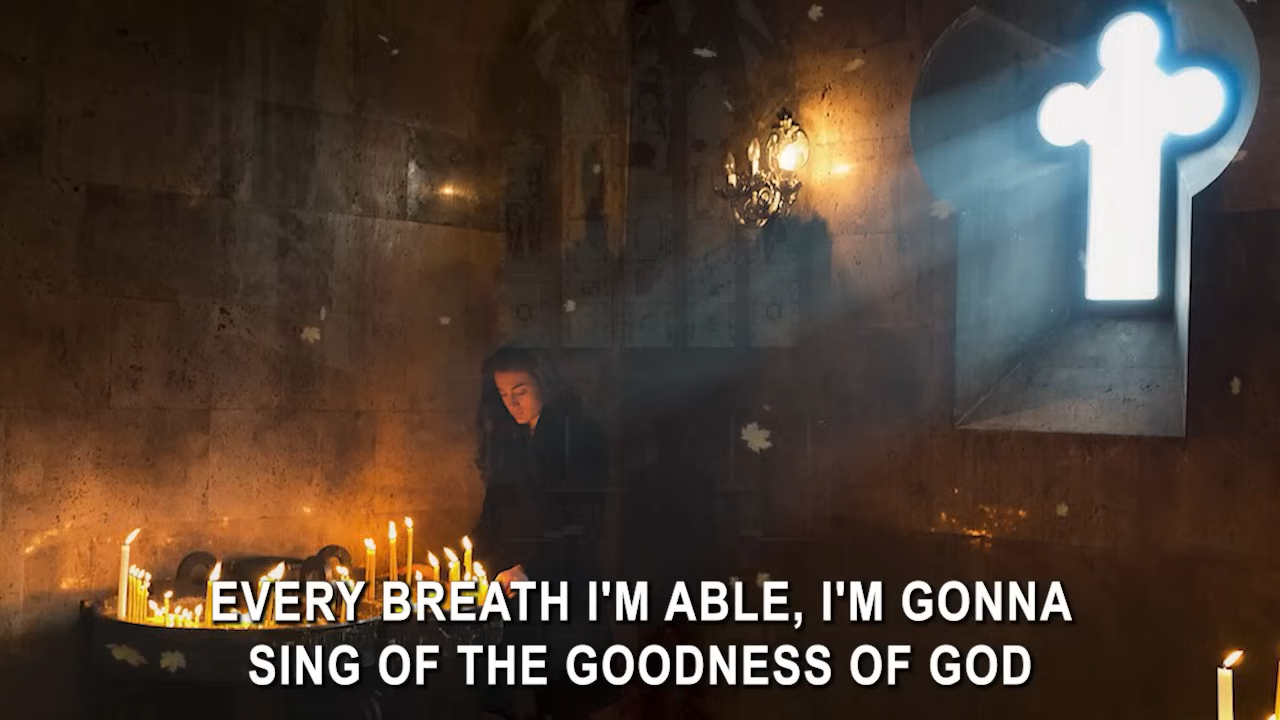 EVERY BREATH I'M ABLE, I'M GONNA
SING OF THE GOODNESS OF GOD